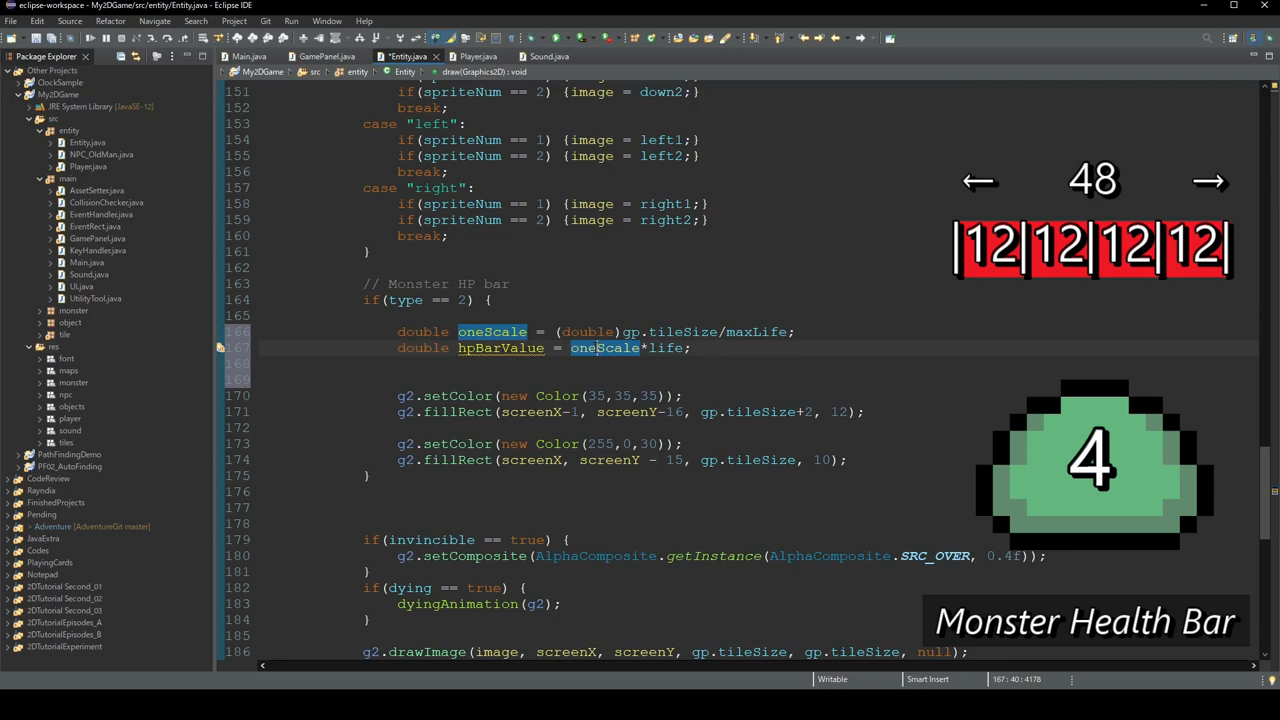 eclipse-workspace - My2DGame/src/entity/Entity.java - Eclipse IDE
File Edit Source Refactor Navigate Search Project Git Run Window Help
Package Explorer
Main.java GamePanel.java *Entity.java Player.java Sound.java
My2DGame src entity Entity draw(Graphics2D) : void
Other Projects
ClockSample
My2DGame
JRE System Library [JavaSE-12]
src
entity
Entity.java
NPC_OldMan.java
Player.java
main
AssetSetter.java
CollisionChecker.java
EventHandler.java
EventRect.java
GamePanel.java
KeyHandler.java
Main.java
Sound.java
UI.java
UtilityTool.java
monster
object
tile
res
font
maps
monster
npc
objects
player
sound
tiles
PathFindingDemo
PF02_AutoFinding
CodeReview
Rayndia
FinishedProjects
Pending
> Adventure [AdventureGit master]
JavaExtra
Codes
PlayingCards
Notepad
2DTutorial Second_01
2DTutorial Second_02
2DTutorial Second_03
2DTutorialEpisodes_A
2DTutorialEpisodes_B
2DTutorialExperiment
151 if(spriteNum == 2) {image = down2;}
152 break;
153 case "left":
154 if(spriteNum == 1) {image = left1;}
155 if(spriteNum == 2) {image = left2;}
156 break;
157 case "right":
158 if(spriteNum == 1) {image = right1;}
159 if(spriteNum == 2) {image = right2;}
160 break;
161 }
162
163 // Monster HP bar
164 if(type == 2) {
165
166 double oneScale = (double)gp.tileSize/maxLife;
167 double hpBarValue = oneScale*life;
168
169
170 g2.setColor(new Color(35,35,35));
171 g2.fillRect(screenX-1, screenY-16, gp.tileSize+2, 12);
172
173 g2.setColor(new Color(255,0,30));
174 g2.fillRect(screenX, screenY - 15, gp.tileSize, 10);
175 }
176
177
178
179 if(invincible == true) {
180 g2.setComposite(AlphaComposite.getInstance(AlphaComposite.SRC_OVER, 0.4f));
181 }
182 if(dying == true) {
183 dyingAnimation(g2);
184 }
185
186 g2.drawImage(image, screenX, screenY, gp.tileSize, gp.tileSize, null);
← 48 →
|12|12|12|12|
4
Monster Health Bar
Writable Smart Insert 167 : 40 : 4178